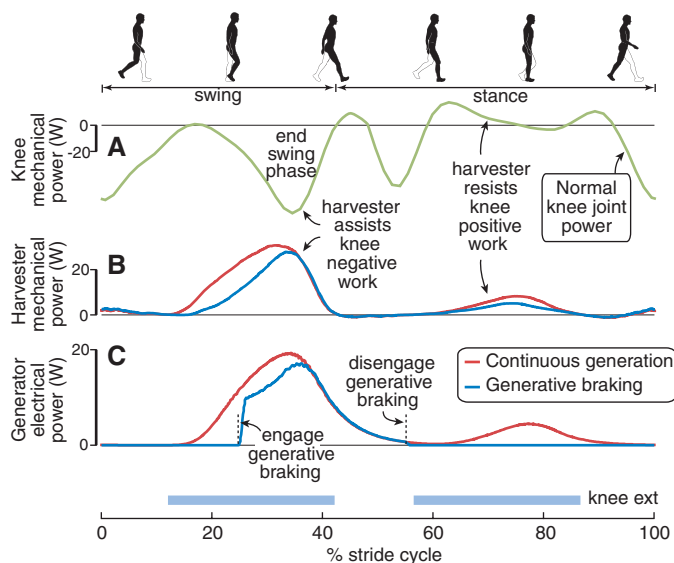 swing
stance
A
Knee
mechanical
power (W)
0
-20
end
swing
phase
harvester
assists
knee
negative
work
harvester
resists
knee
positive
work
Normal
knee joint
power
B
Harvester
mechanical
power (W)
20
0
C
Generator
electrical
power (W)
20
0
engage
generative
braking
disengage
generative
braking
Continuous generation
Generative braking
knee ext
0 20 40 60 80 100
% stride cycle